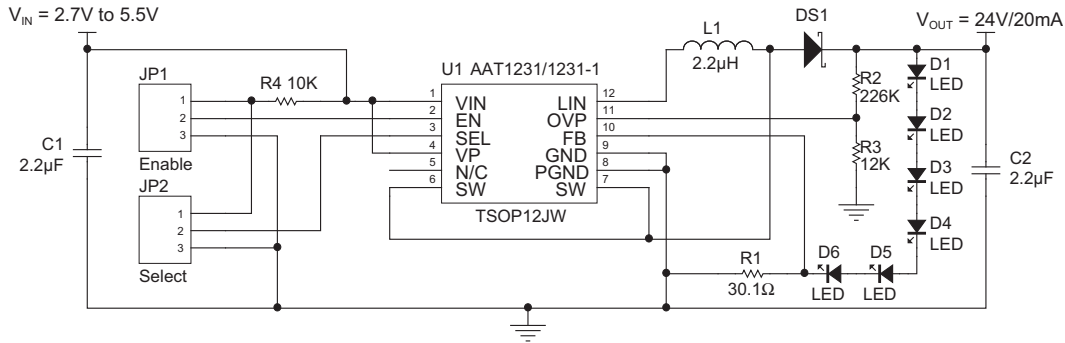 V_IN = 2.7V to 5.5V
DS1
V_OUT = 24V/20mA
L1
2.2µH
JP1
1
2
3
Enable
R4 10K
U1 AAT1231/1231-1
1 VIN
2 EN
3 SEL
4 VP
5 N/C
6 SW
12 LIN
11 OVP
10 FB
9 GND
8 PGND
7 SW
TSOP12JW
R2
226K
R3
12K
D1
LED
D2
LED
D3
LED
D4
LED
C1
2.2µF
C2
2.2µF
JP2
1
2
3
Select
R1
30.1Ω
D6
LED
D5
LED